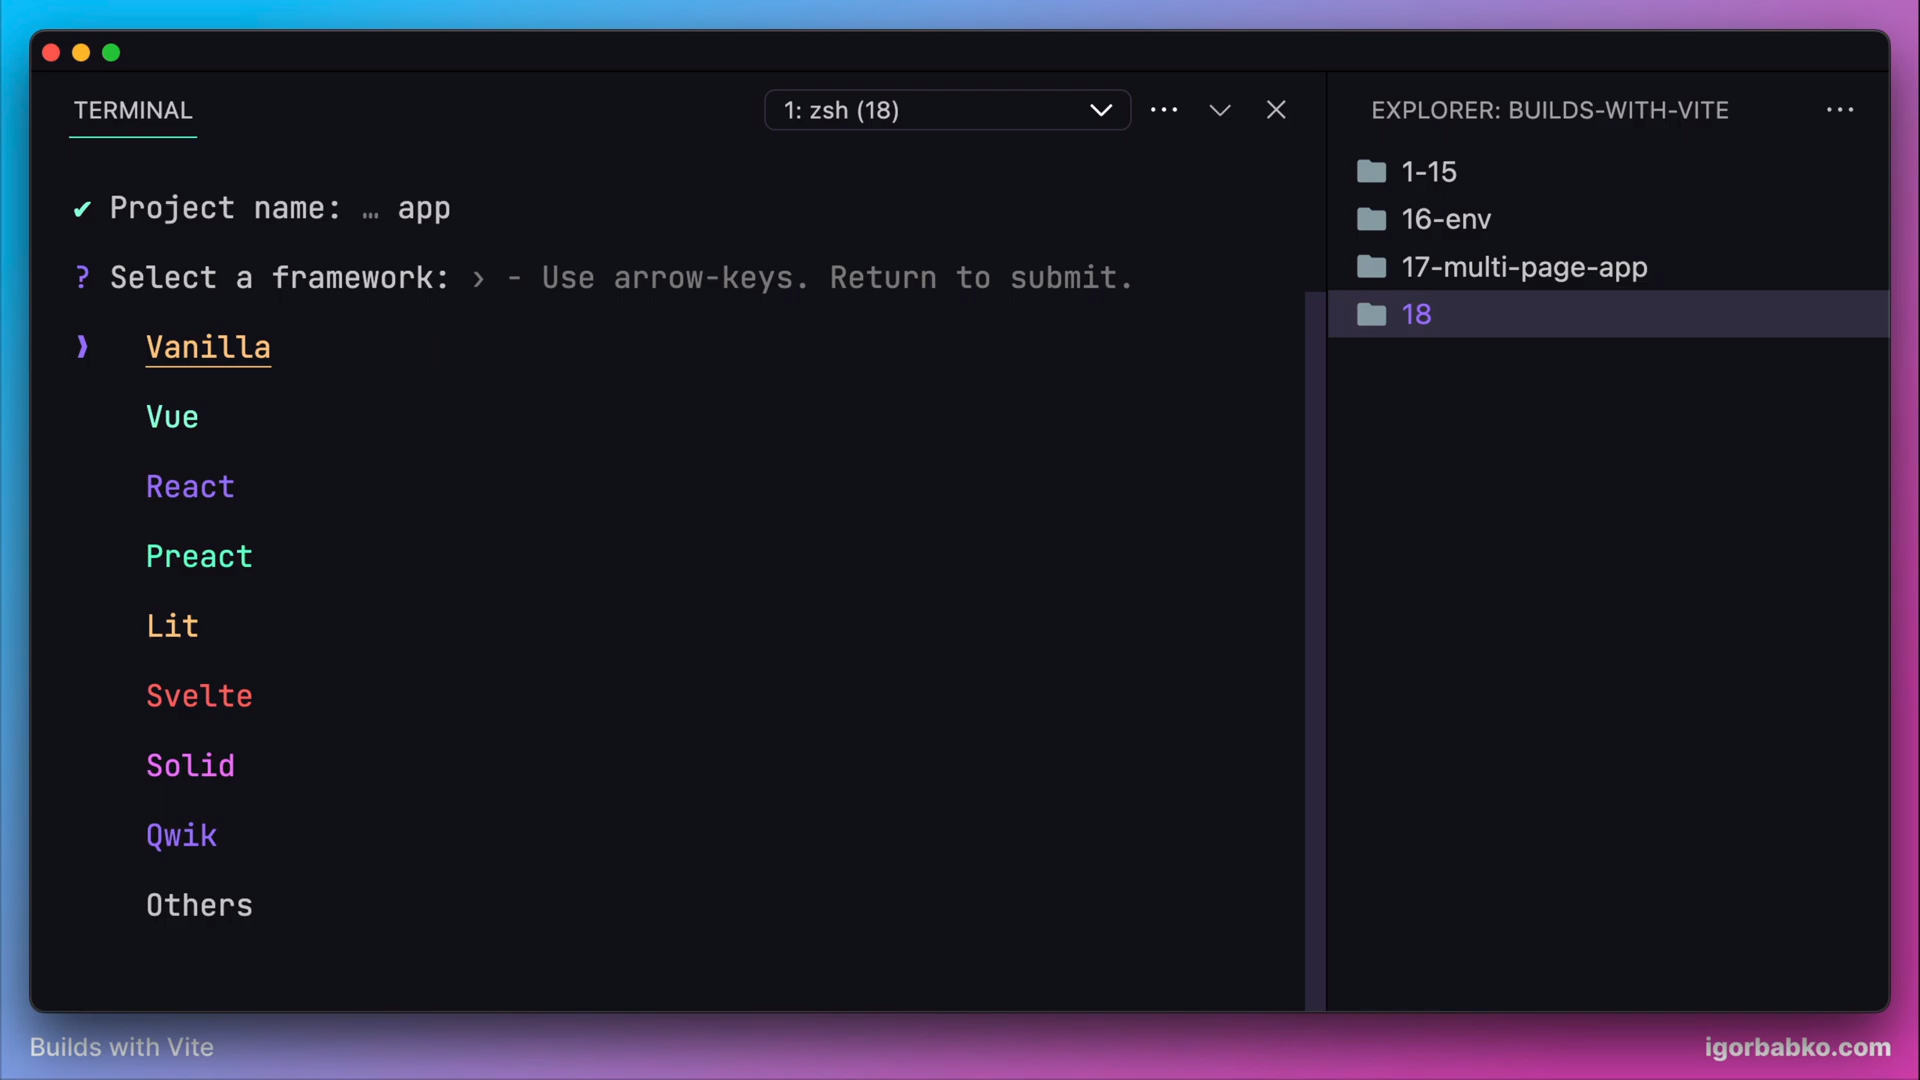 TERMINAL
1: zsh (18)
✔ Project name: … app
? Select a framework: › - Use arrow-keys. Return to submit.
❯ Vanilla
Vue
React
Preact
Lit
Svelte
Solid
Qwik
Others
EXPLORER: BUILDS-WITH-VITE
1-15
16-env
17-multi-page-app
18
Builds with Vite
igorbabko.com